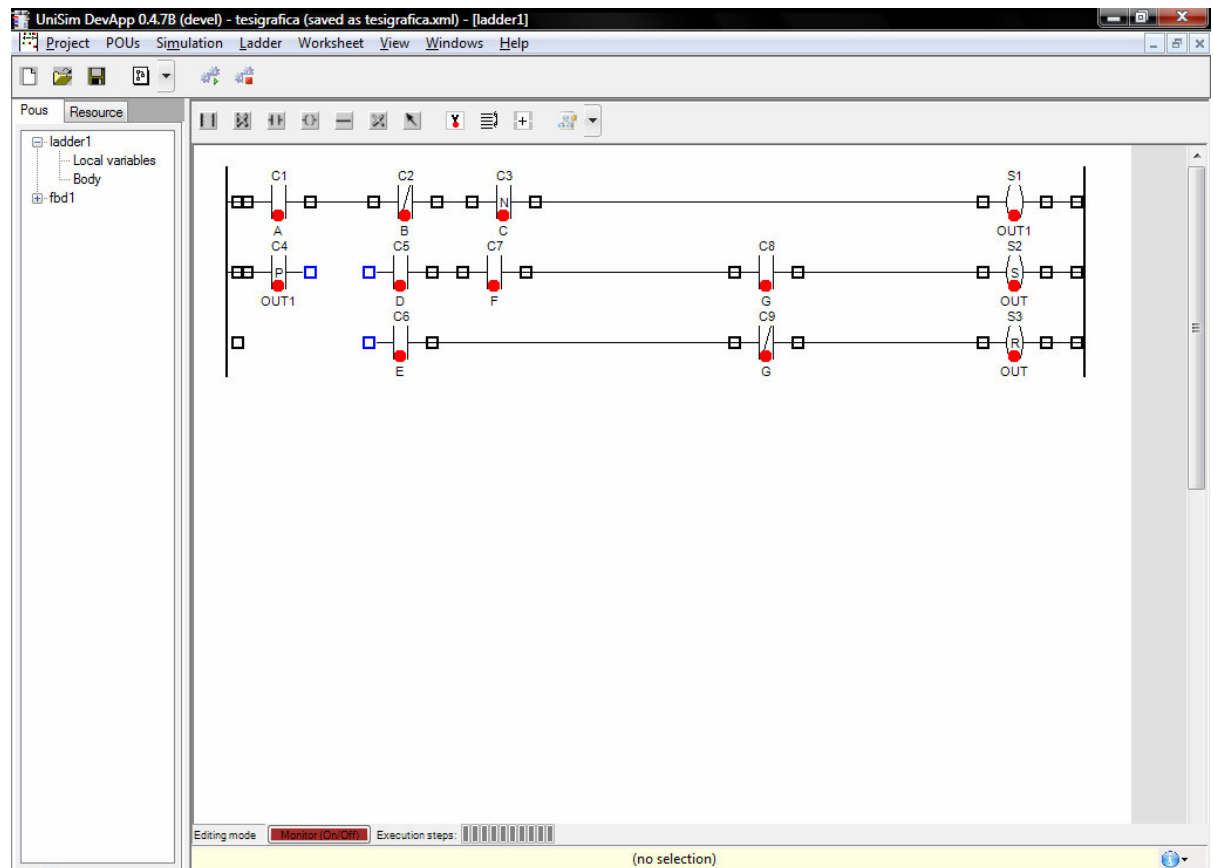 UniSim DevApp 0.4.7B (devel) - tesigrafica (saved as tesigrafica.xml) - [ladder1]
Project POUs Simulation Ladder Worksheet View Windows Help
Pous Resource
ladder1
Local variables
Body
fbd1
C1 C2 C3 S1
N
A B C OUT1
C4 C5 C7 C8 S2
P S
OUT1 D F G OUT
C6 C9 S3
R
E G OUT
Editing mode Monitor (On/Off) Execution steps:
(no selection)